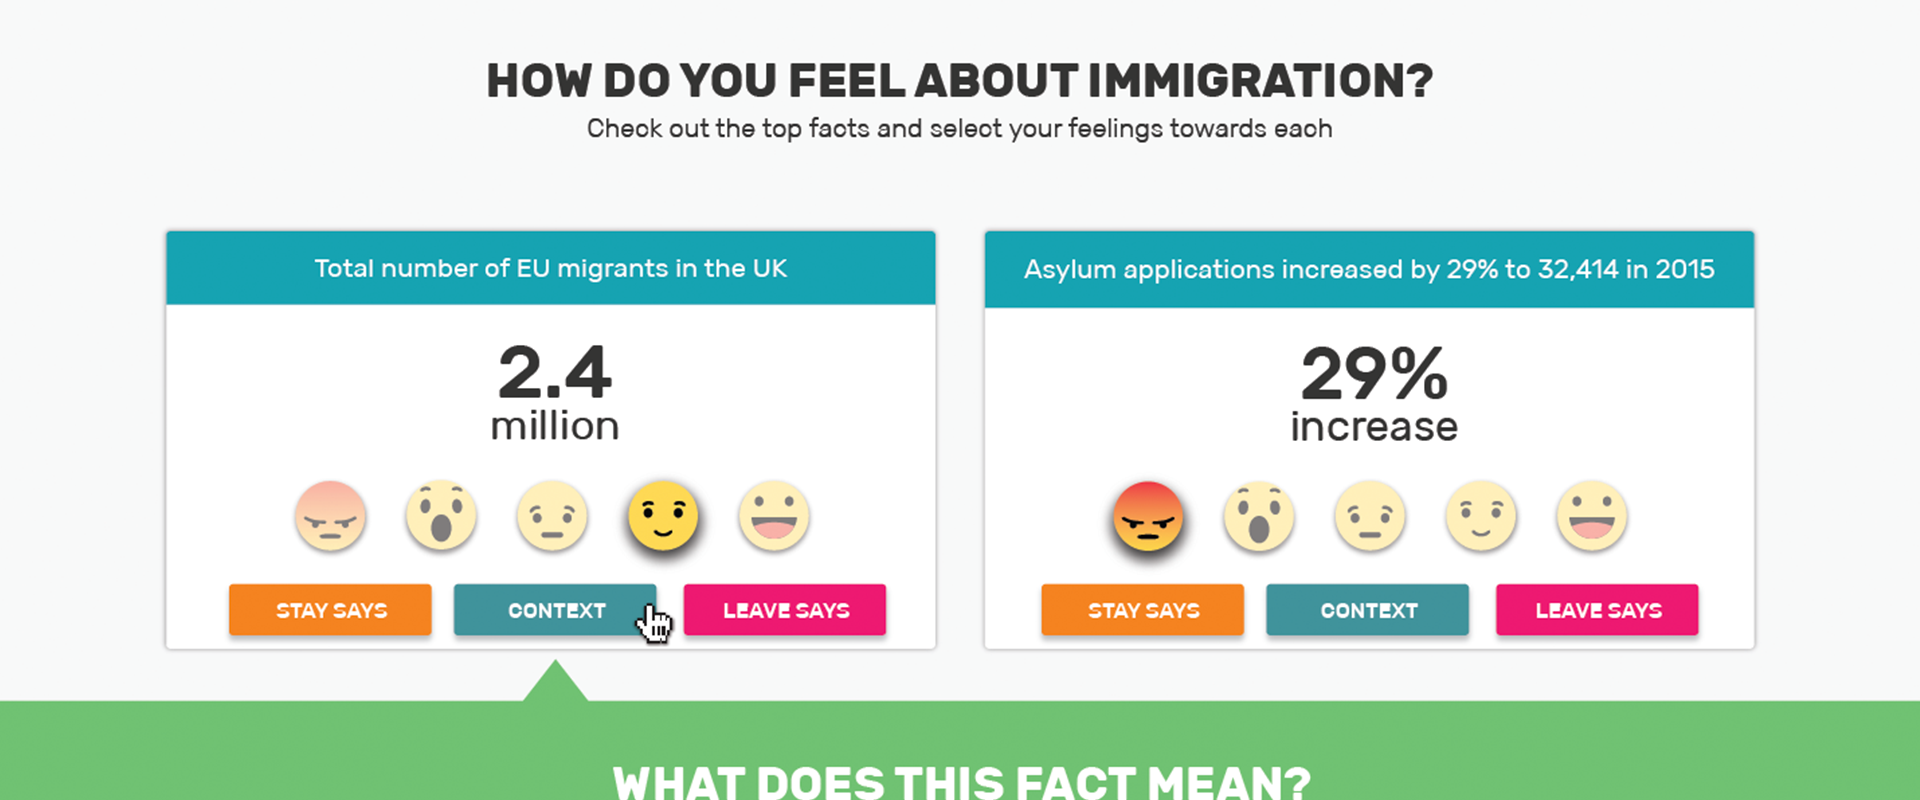 HOW DO YOU FEEL ABOUT IMMIGRATION?
Check out the top facts and select your feelings towards each
Total number of EU migrants in the UK
2.4
million
STAY SAYS
CONTEXT
LEAVE SAYS
Asylum applications increased by 29% to 32,414 in 2015
29%
increase
STAY SAYS
CONTEXT
LEAVE SAYS
WHAT DOES THIS FACT MEAN?